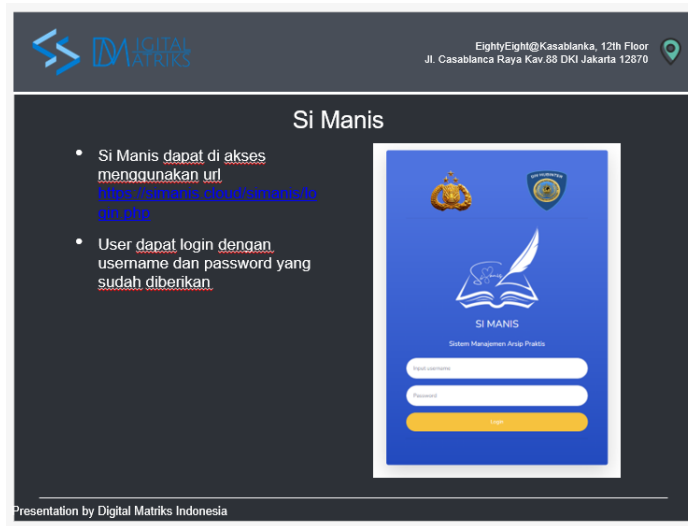 DIGITAL
MATRIKS
EightyEight@Kasablanka, 12th Floor
Jl. Casablanca Raya Kav.88 DKI Jakarta 12870
Si Manis
• Si Manis dapat di akses
menggunakan url
https://simanis.cloud/simanis/lo
gin.php
• User dapat login dengan
username dan password yang
sudah diberikan
SI MANIS
Sistem Manajemen Arsip Praktis
Input username
Password
Login
Presentation by Digital Matriks Indonesia